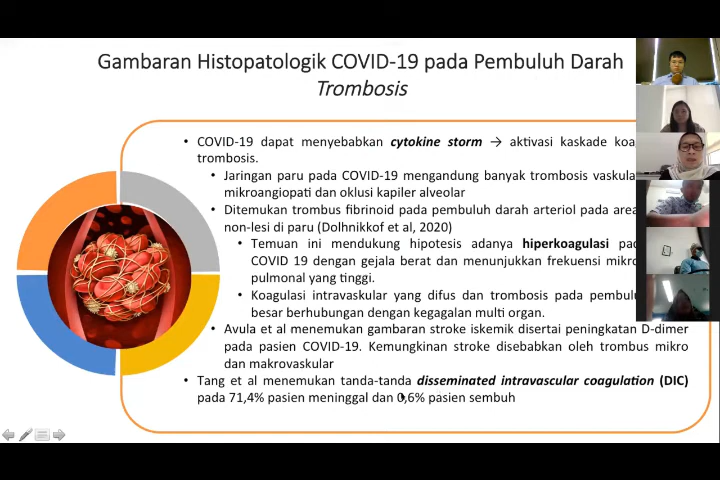 Gambaran Histopatologik COVID-19 pada Pembuluh Darah
Trombosis
• COVID-19 dapat menyebabkan cytokine storm → aktivasi kaskade
trombosis.
• Jaringan paru pada COVID-19 mengandung banyak trombosis
mikroangiopati dan oklusi kapiler alveolar
• Ditemukan trombus fibrinoid pada pembuluh darah arteriol pada area
non-lesi di paru (Dolhnikkof et al, 2020)
• Temuan ini mendukung hipotesis adanya hiperkoagulasi
COVID 19 dengan gejala berat dan menunjukkan frekuensi
pulmonal yang tinggi.
• Koagulasi intravaskular yang difus dan trombosis pada
besar berhubungan dengan kegagalan multi organ.
• Avula et al menemukan gambaran stroke iskemik disertai peningkatan D-dimer
pada pasien COVID-19. Kemungkinan stroke disebabkan oleh trombus mikro
dan makrovaskular
• Tang et al menemukan tanda-tanda disseminated intravascular coagulation (DIC)
pada 71,4% pasien meninggal dan 0,6% pasien sembuh